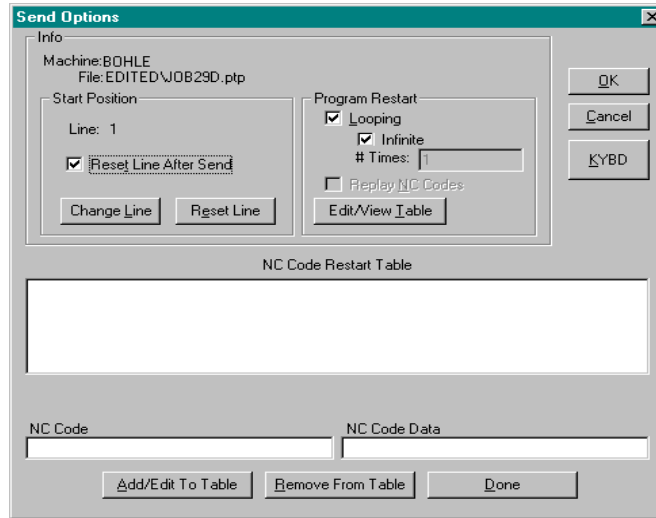 Send Options
Info
Machine:BOHLE
File:EDITED\JOB29D.ptp
Start Position
Line: 1
Reset Line After Send
Change Line
Reset Line
Program Restart
Looping
Infinite
# Times: 1
Replay NC Codes
Edit/View Table
OK
Cancel
KYBD
NC Code Restart Table
NC Code
NC Code Data
Add/Edit To Table
Remove From Table
Done